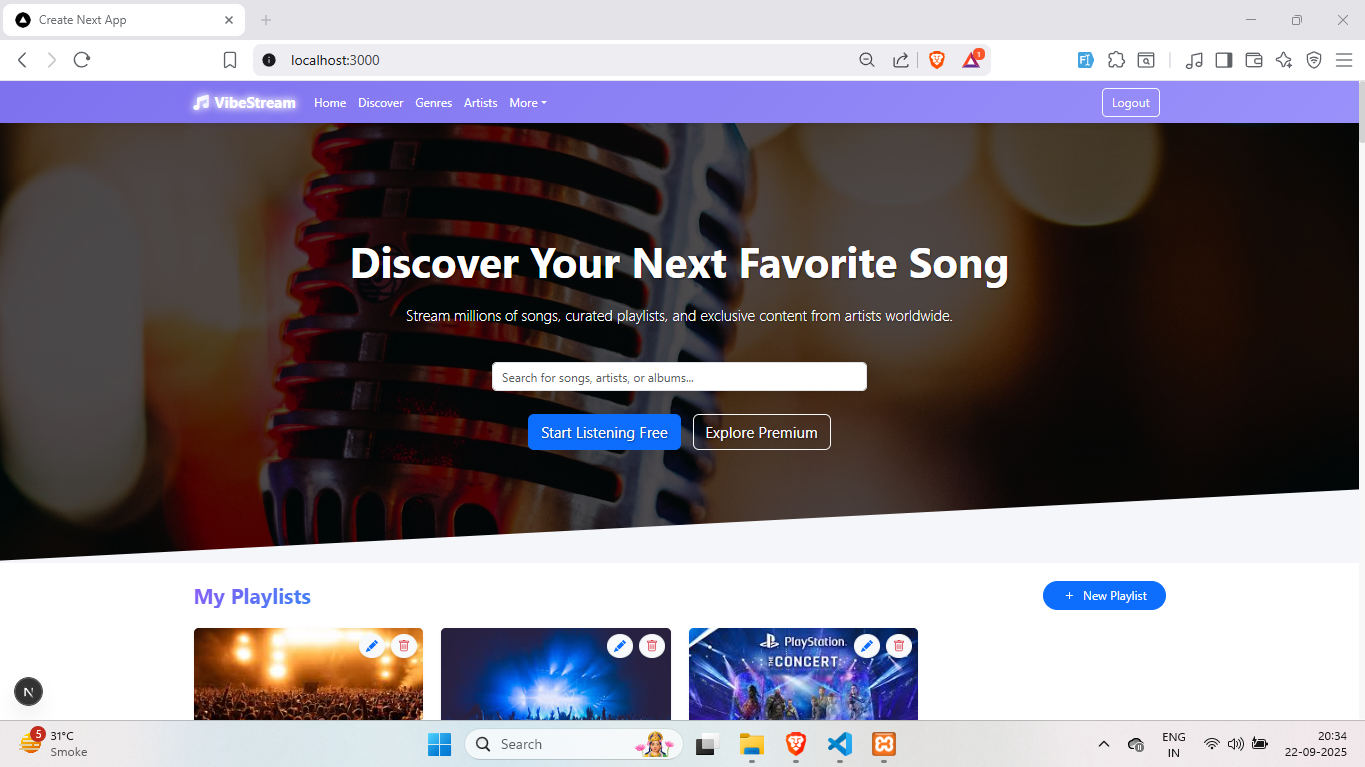 Create Next App
localhost:3000
1
VibeStream Home Discover Genres Artists More Logout
Discover Your Next Favorite Song
Stream millions of songs, curated playlists, and exclusive content from artists worldwide.
Search for songs, artists, or albums...
Start Listening Free Explore Premium
My Playlists + New Playlist
PlayStation.
THE CONCERT
N
5
31°C
Smoke
Search
ENG
IN
20:34
22-09-2025